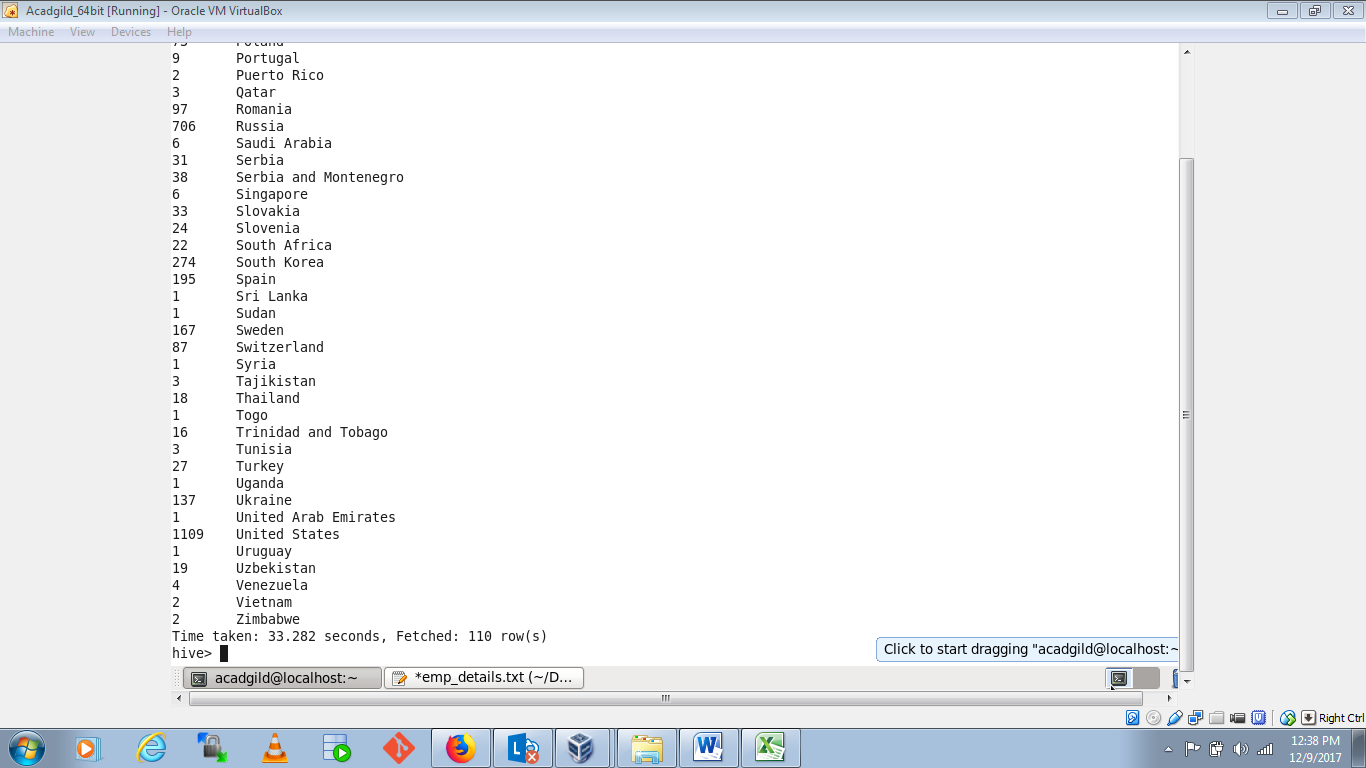 Acadgild_64bit [Running] - Oracle VM VirtualBox
Machine View Devices Help
73 Poland
9 Portugal
2 Puerto Rico
3 Qatar
97 Romania
706 Russia
6 Saudi Arabia
31 Serbia
38 Serbia and Montenegro
6 Singapore
33 Slovakia
24 Slovenia
22 South Africa
274 South Korea
195 Spain
1 Sri Lanka
1 Sudan
167 Sweden
87 Switzerland
1 Syria
3 Tajikistan
18 Thailand
1 Togo
16 Trinidad and Tobago
3 Tunisia
27 Turkey
1 Uganda
137 Ukraine
1 United Arab Emirates
1109 United States
1 Uruguay
19 Uzbekistan
4 Venezuela
2 Vietnam
2 Zimbabwe
Time taken: 33.282 seconds, Fetched: 110 row(s)
hive>
Click to start dragging "acadgild@localhost:~
acadgild@localhost:~ *emp_details.txt (~/D...
Right Ctrl
12:38 PM
12/9/2017